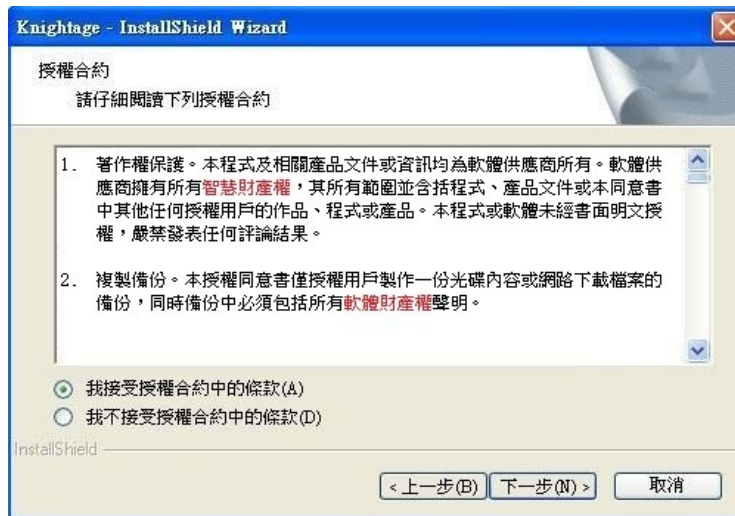 Knightage - InstallShield Wizard
授權合約
請仔細閱讀下列授權合約
1. 著作權保護。本程式及相關產品文件或資訊均為軟體供應商所有。軟體供
應商擁有所有智慧財產權,其所有範圍並含括程式、產品文件或本同意書
中其他任何授權用戶的作品、程式或產品。本程式或軟體未經書面明文授
權,嚴禁發表任何評論結果。
2. 複製備份。本授權同意書僅授權用戶製作一份光碟內容或網路下載檔案的
備份,同時備份中必須包括所有軟體財產權聲明。
我接受授權合約中的條款(A)
我不接受授權合約中的條款(D)
InstallShield
< 上一步(B) 下一步(N) > 取消